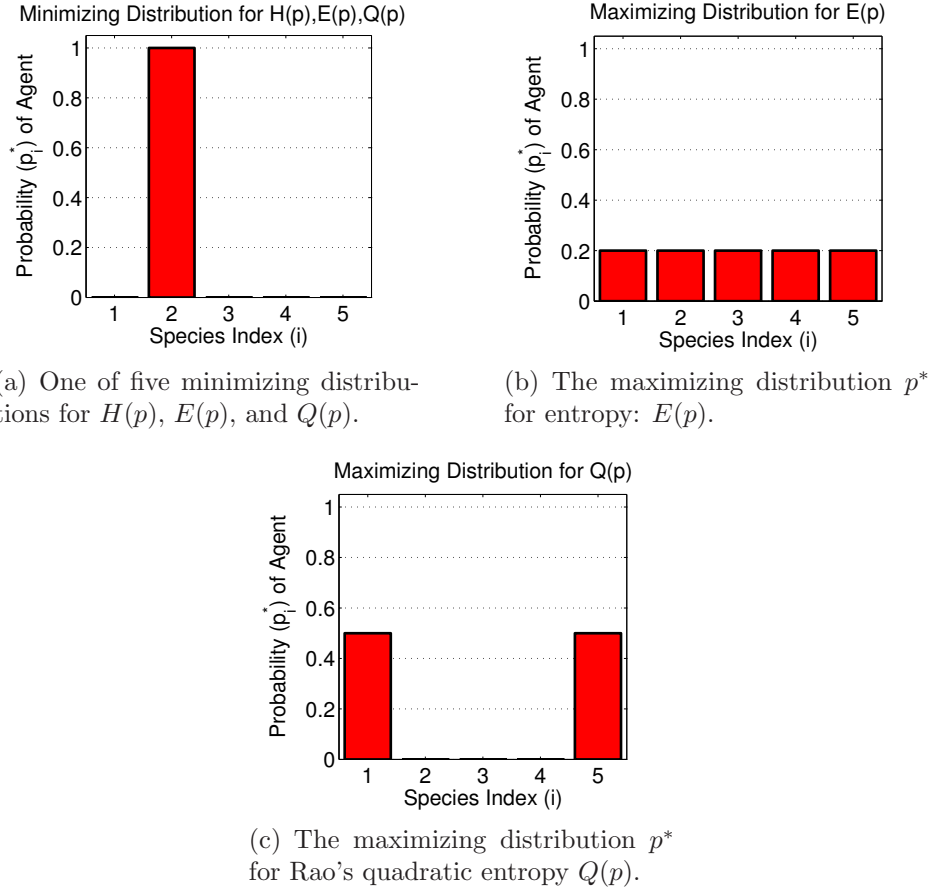 Minimizing Distribution for H(p),E(p),Q(p)
Probability (p_i^*) of Agent
1
0.8
0.6
0.4
0.2
0
1 2 3 4 5
Species Index (i)
(a) One of five minimizing distribu-
tions for H(p), E(p), and Q(p).
Maximizing Distribution for E(p)
Probability (p_i^*) of Agent
1
0.8
0.6
0.4
0.2
0
1 2 3 4 5
Species Index (i)
(b) The maximizing distribution p*
for entropy: E(p).
Maximizing Distribution for Q(p)
Probability (p_i^*) of Agent
1
0.8
0.6
0.4
0.2
0
1 2 3 4 5
Species Index (i)
(c) The maximizing distribution p*
for Rao's quadratic entropy Q(p).